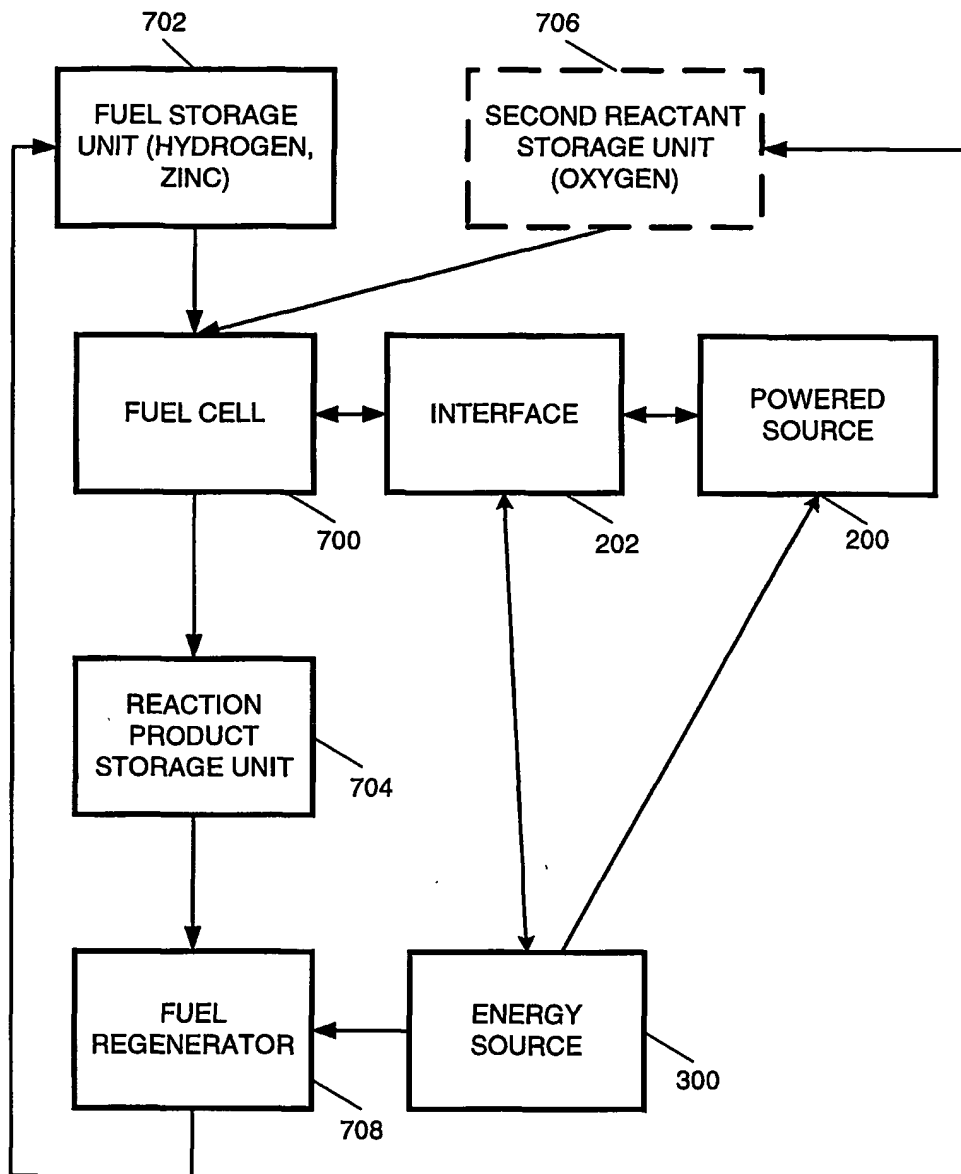 702
706
FUEL STORAGE
UNIT (HYDROGEN,
ZINC)
SECOND REACTANT
STORAGE UNIT
(OXYGEN)
FUEL CELL
INTERFACE
POWERED
SOURCE
700
202
200
REACTION
PRODUCT
STORAGE UNIT
704
FUEL
REGENERATOR
ENERGY
SOURCE
300
708